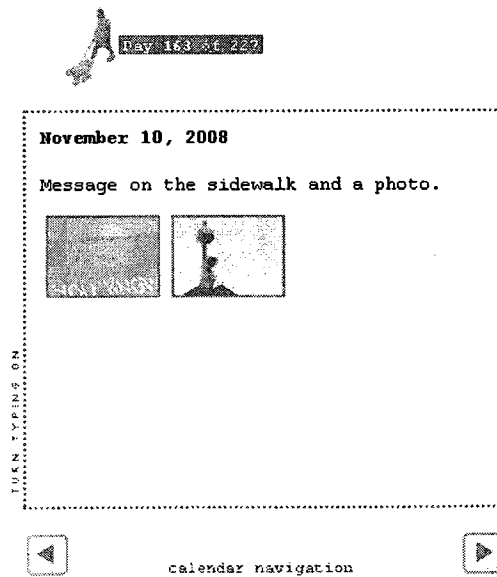 Day 163 of 227
November 10, 2008
Message on the sidewalk and a photo.
TURN TYPING ON
calendar navigation